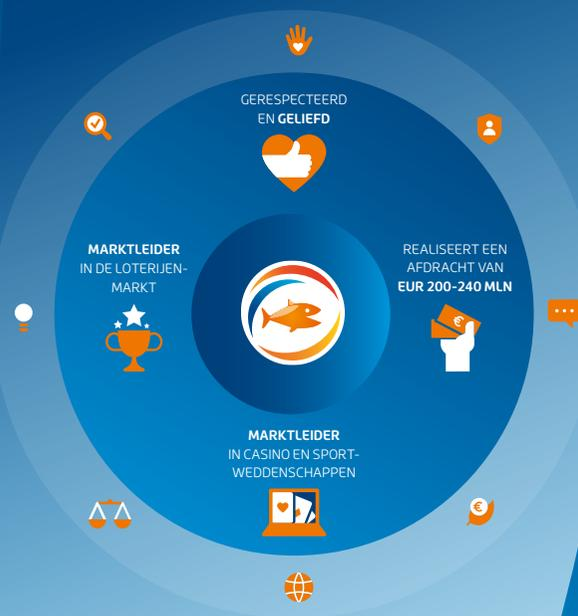 GERESPECTEERD
EN GELIEFD
MARKTLEIDER
IN DE LOTERIJEN-
MARKT
REALISEERT EEN
AFDRACHT VAN
EUR 200-240 MLN
€
MARKTLEIDER
IN CASINO EN SPORT-
WEDDENSCHAPPEN
€